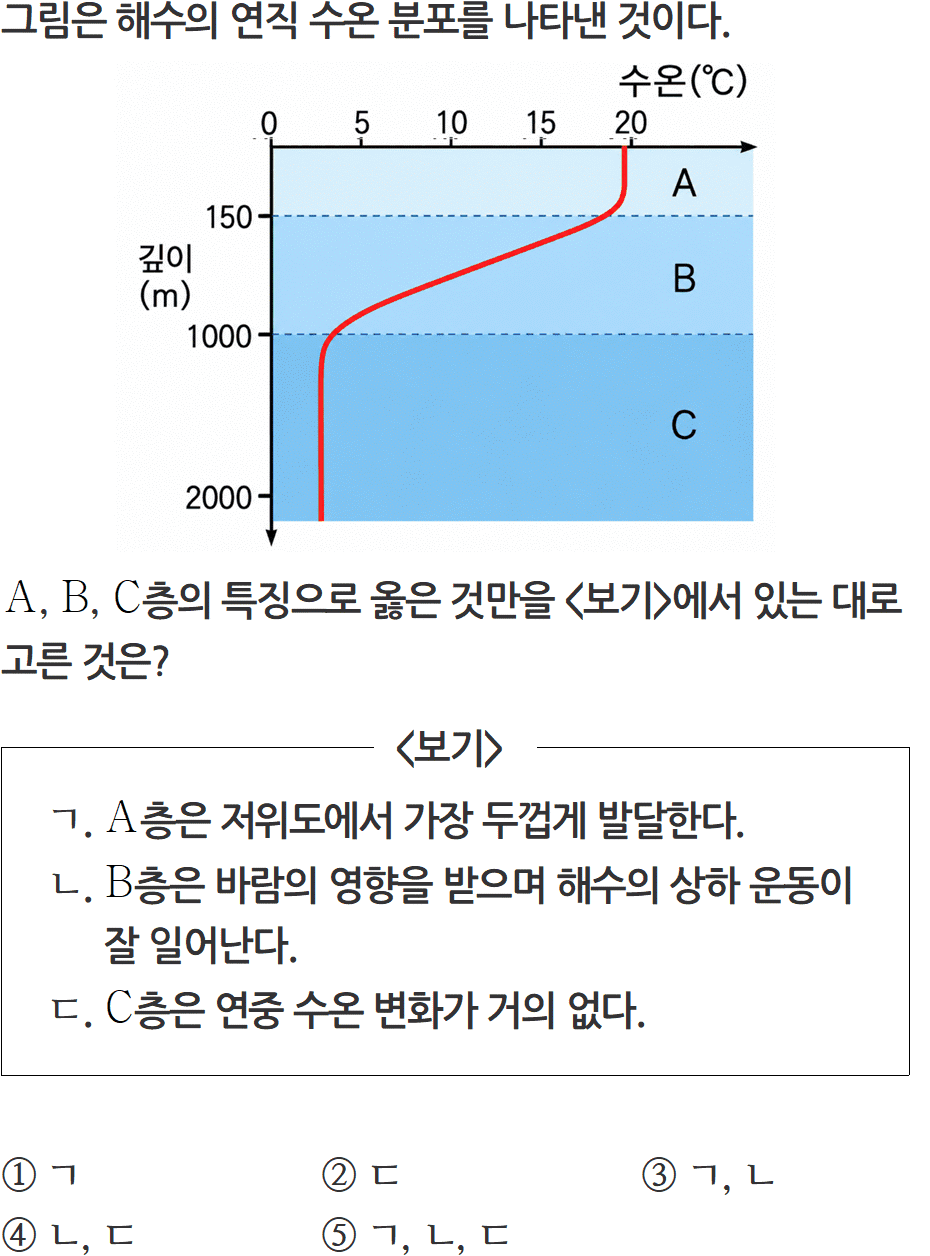 그림은 해수의 연직 수온 분포를 나타낸 것이다.
수온(℃)
0 5 10 15 20
A
150
깊이
(m)
B
1000
C
2000
A, B, C층의 특징으로 옳은 것만을 <보기>에서 있는 대로
고른 것은?
<보기>
ㄱ. A층은 저위도에서 가장 두껍게 발달한다.
ㄴ. B층은 바람의 영향을 받으며 해수의 상하 운동이
잘 일어난다.
ㄷ. C층은 연중 수온 변화가 거의 없다.
① ㄱ ② ㄷ ③ ㄱ, ㄴ
④ ㄴ, ㄷ ⑤ ㄱ, ㄴ, ㄷ